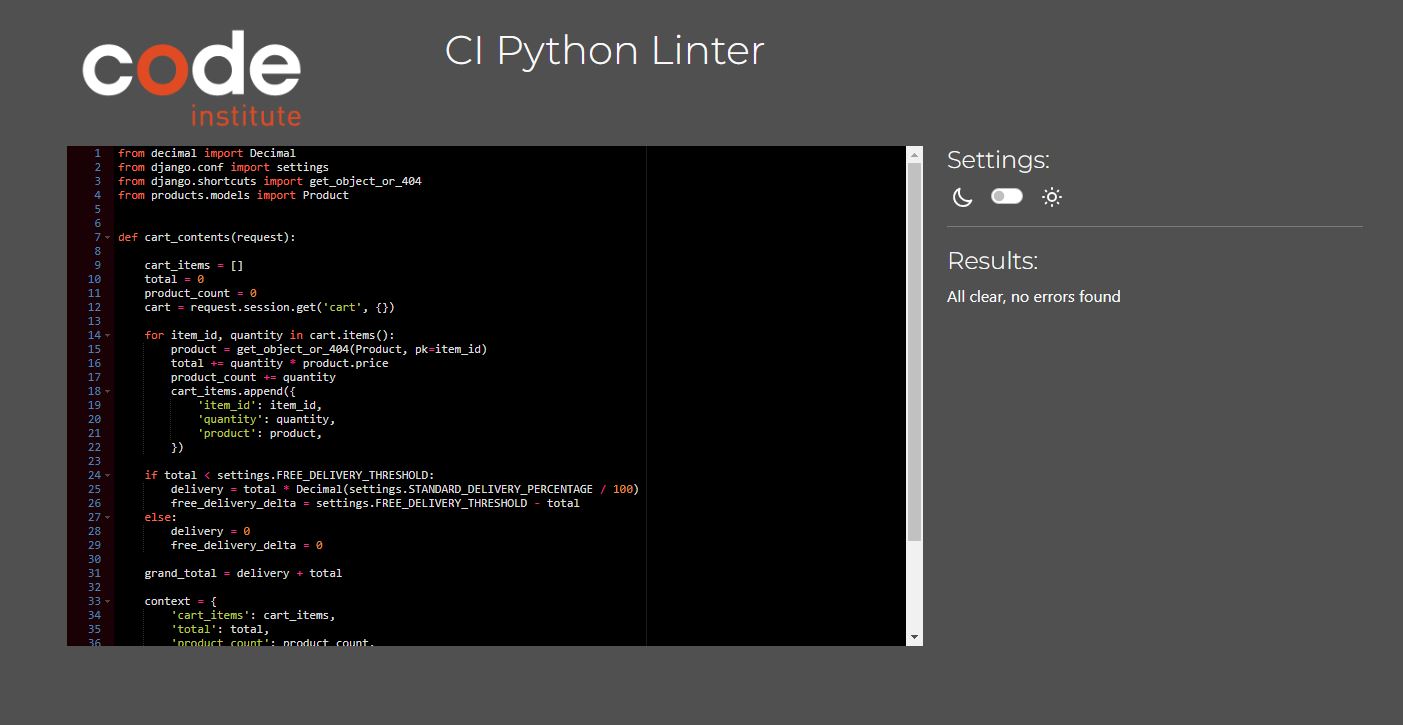 code
institute
CI Python Linter
1 from decimal import Decimal
2 from django.conf import settings
3 from django.shortcuts import get_object_or_404
4 from products.models import Product
5
6
7 def cart_contents(request):
8
9     cart_items = []
10     total = 0
11     product_count = 0
12     cart = request.session.get('cart', {})
13
14     for item_id, quantity in cart.items():
15         product = get_object_or_404(Product, pk=item_id)
16         total += quantity * product.price
17         product_count += quantity
18         cart_items.append({
19             'item_id': item_id,
20             'quantity': quantity,
21             'product': product,
22         })
23
24     if total < settings.FREE_DELIVERY_THRESHOLD:
25         delivery = total * Decimal(settings.STANDARD_DELIVERY_PERCENTAGE / 100)
26         free_delivery_delta = settings.FREE_DELIVERY_THRESHOLD - total
27     else:
28         delivery = 0
29         free_delivery_delta = 0
30
31     grand_total = delivery + total
32
33     context = {
34         'cart_items': cart_items,
35         'total': total,
36         'product_count': product_count,
Settings:
Results:
All clear, no errors found